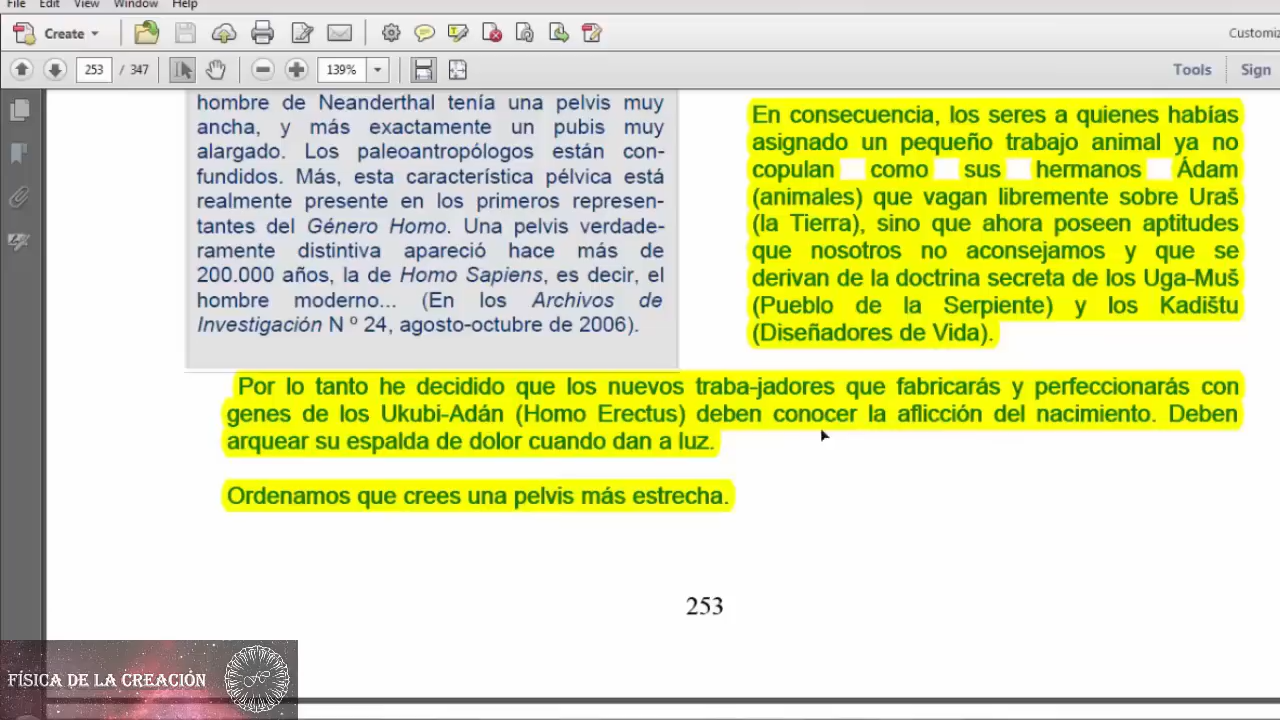 File Edit View Window Help
Create
Customiz
253 / 347
139%
Tools
Sign
hombre de Neanderthal tenía una pelvis muy
ancha, y más exactamente un pubis muy
alargado. Los paleoantropólogos están con-
fundidos. Más, esta característica pélvica está
realmente presente en los primeros represen-
tantes del Género Homo. Una pelvis verdade-
ramente distintiva apareció hace más de
200.000 años, la de Homo Sapiens, es decir, el
hombre moderno... (En los Archivos de
Investigación N º 24, agosto-octubre de 2006).
En consecuencia, los seres a quienes habías
asignado un pequeño trabajo animal ya no
copulan como sus hermanos Ádam
(animales) que vagan libremente sobre Uraš
(la Tierra), sino que ahora poseen aptitudes
que nosotros no aconsejamos y que se
derivan de la doctrina secreta de los Uga-Muš
(Pueblo de la Serpiente) y los Kadištu
(Diseñadores de Vida).
Por lo tanto he decidido que los nuevos traba-jadores que fabricarás y perfeccionarás con
genes de los Ukubi-Adán (Homo Erectus) deben conocer la aflicción del nacimiento. Deben
arquear su espalda de dolor cuando dan a luz.
Ordenamos que crees una pelvis más estrecha.
253
FÍSICA DE LA CREACIÓN